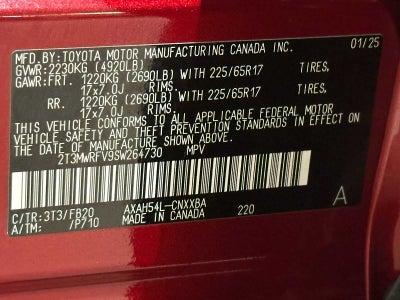 MFD.BY:TOYOTA MOTOR MANUFACTURING CANADA INC. 01/25
GVWR:2230KG (4920LB)
GAWR:FRT. 1220KG (2690LB) WITH 225/65R17 TIRES,
17x7.0J RIMS,
RR. 1220KG (2690LB) WITH 225/65R17 TIRES,
17x7.0J RIMS,
THIS VEHICLE CONFORMS TO ALL APPLICABLE FEDERAL MOTOR
VEHICLE SAFETY AND THEFT PREVENTION STANDARDS IN EFFECT ON
THE DATE OF MANUFACTURE SHOWN ABOVE.
2T3MWRFV9SW264730 MPV
C/TR:3T3/FB20 AXAH54L-CNXXBA 220 A
A/TM: /P710 MADE IN CANADA